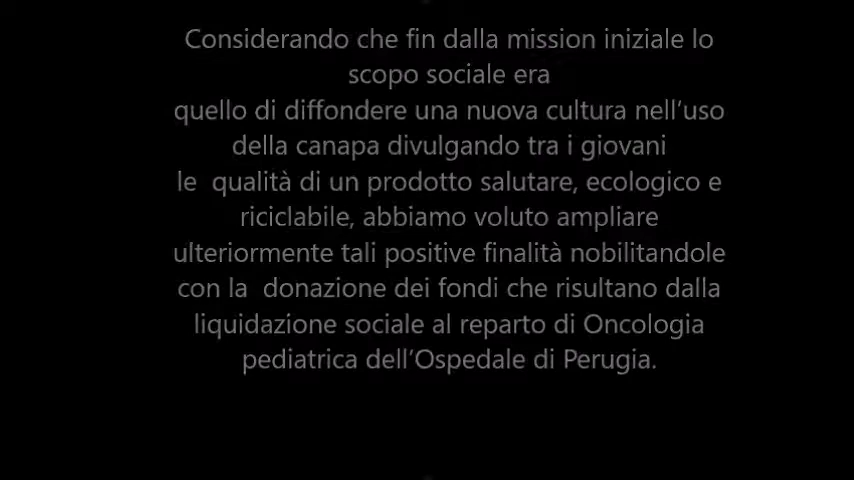 Considerando che fin dalla mission iniziale lo
scopo sociale era
quello di diffondere una nuova cultura nell’uso
della canapa divulgando tra i giovani
le  qualità di un prodotto salutare, ecologico e
riciclabile, abbiamo voluto ampliare
ulteriormente tali positive finalità nobilitandole
con la  donazione dei fondi che risultano dalla
liquidazione sociale al reparto di Oncologia
pediatrica dell’Ospedale di Perugia.